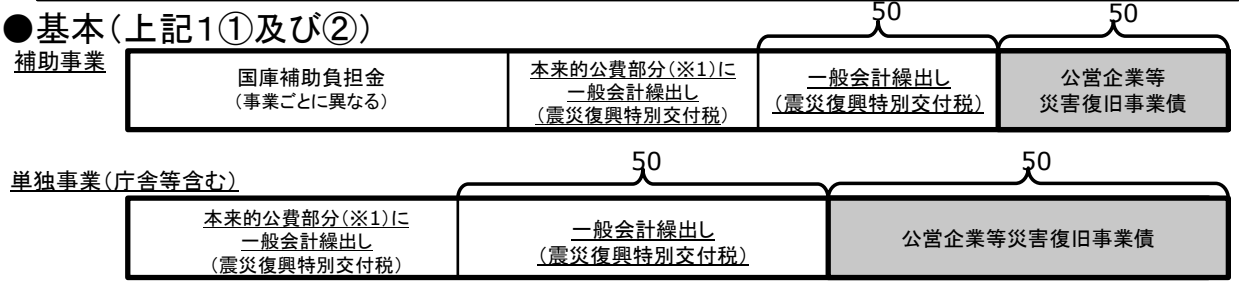 ●基本(上記1①及び②)
50
50
補助事業
国庫補助負担金
(事業ごとに異なる)
本来的公費部分(※1)に
一般会計繰出し
(震災復興特別交付税)
一般会計繰出し
(震災復興特別交付税)
公営企業等
災害復旧事業債
50
50
単独事業(庁舎等含む)
本来的公費部分(※1)に
一般会計繰出し
(震災復興特別交付税)
一般会計繰出し
(震災復興特別交付税)
公営企業等災害復旧事業債